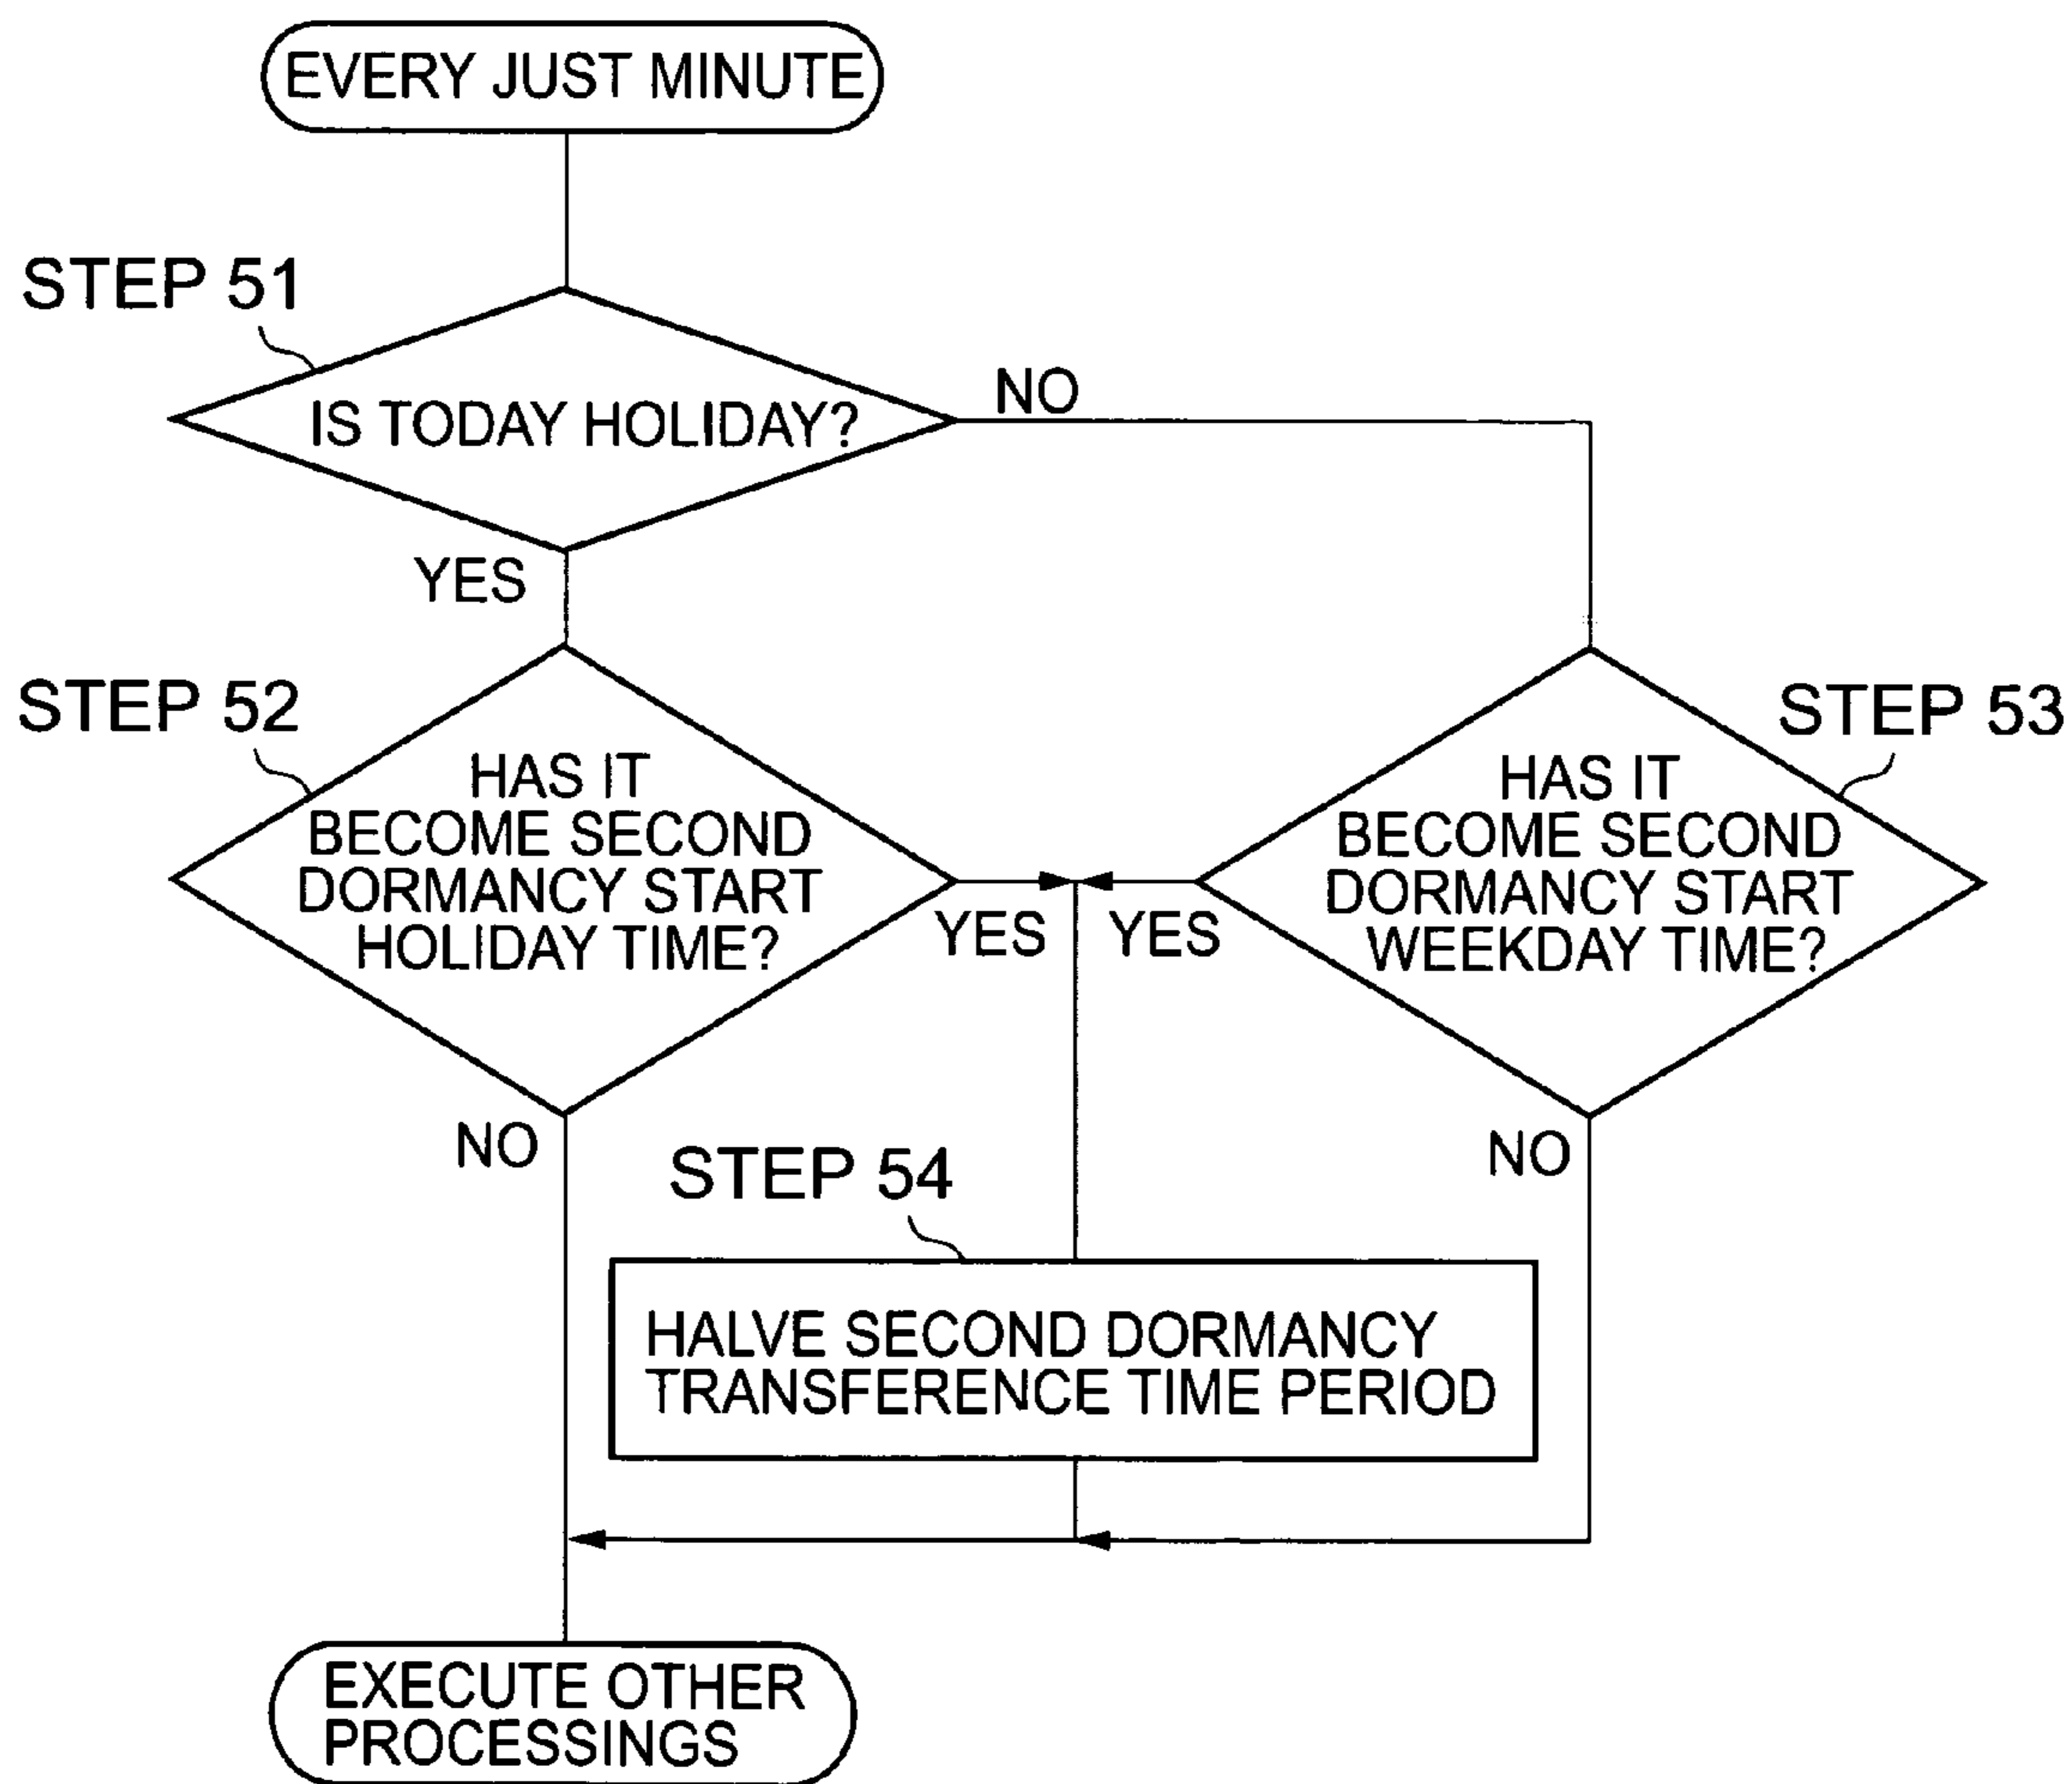 EVERY JUST MINUTE
STEP 51
IS TODAY HOLIDAY?
NO
YES
STEP 52
HAS IT
BECOME SECOND
DORMANCY START
HOLIDAY TIME?
YES
NO
STEP 53
HAS IT
BECOME SECOND
DORMANCY START
WEEKDAY TIME?
YES
NO
STEP 54
HALVE SECOND DORMANCY
TRANSFERENCE TIME PERIOD
EXECUTE OTHER
PROCESSINGS